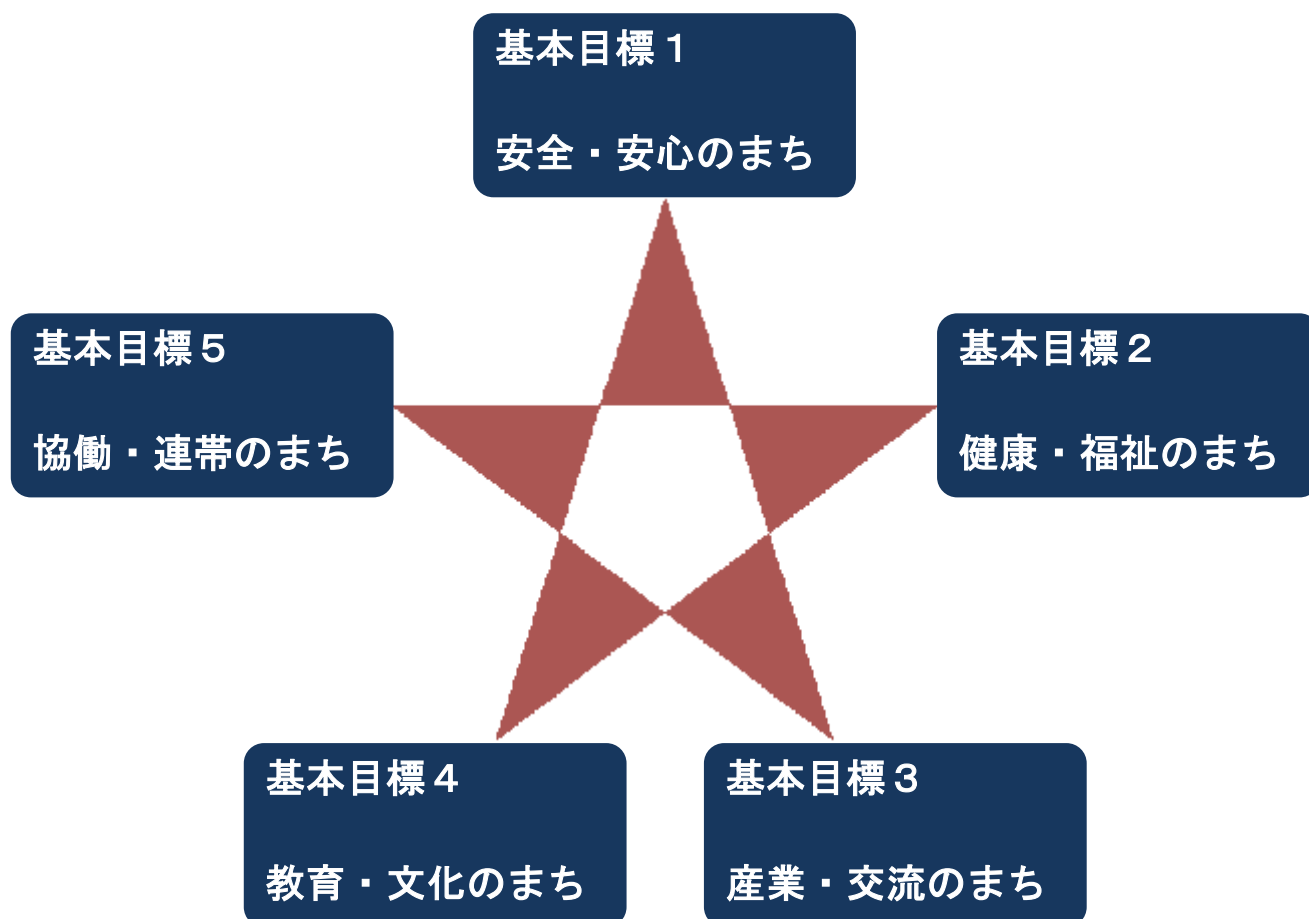 基本目標１
安全・安心のまち
基本目標５
協働・連帯のまち
基本目標２
健康・福祉のまち
基本目標４
教育・文化のまち
基本目標３
産業・交流のまち